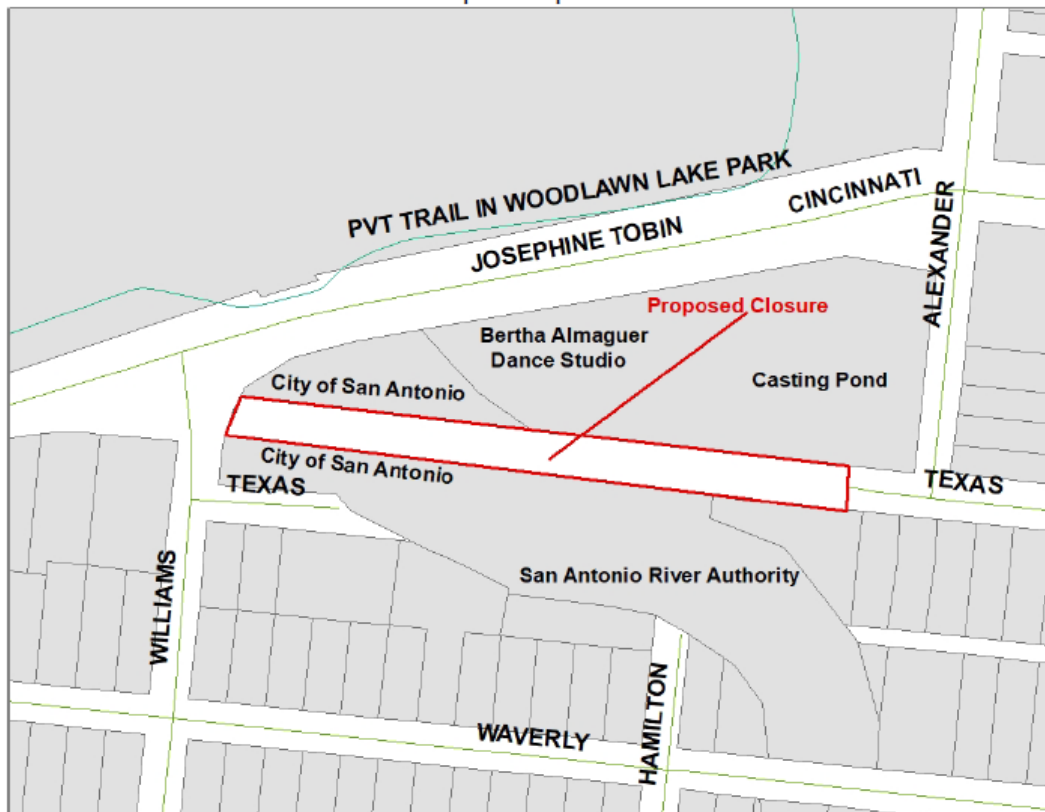 PVT TRAIL IN WOODLAWN LAKE PARK
CINCINNATI
JOSEPHINE TOBIN
ALEXANDER
Proposed Closure
Bertha Almaguer
Dance Studio
Casting Pond
City of San Antonio
City of San Antonio
TEXAS
TEXAS
San Antonio River Authority
WILLIAMS
HAMILTON
WAVERLY